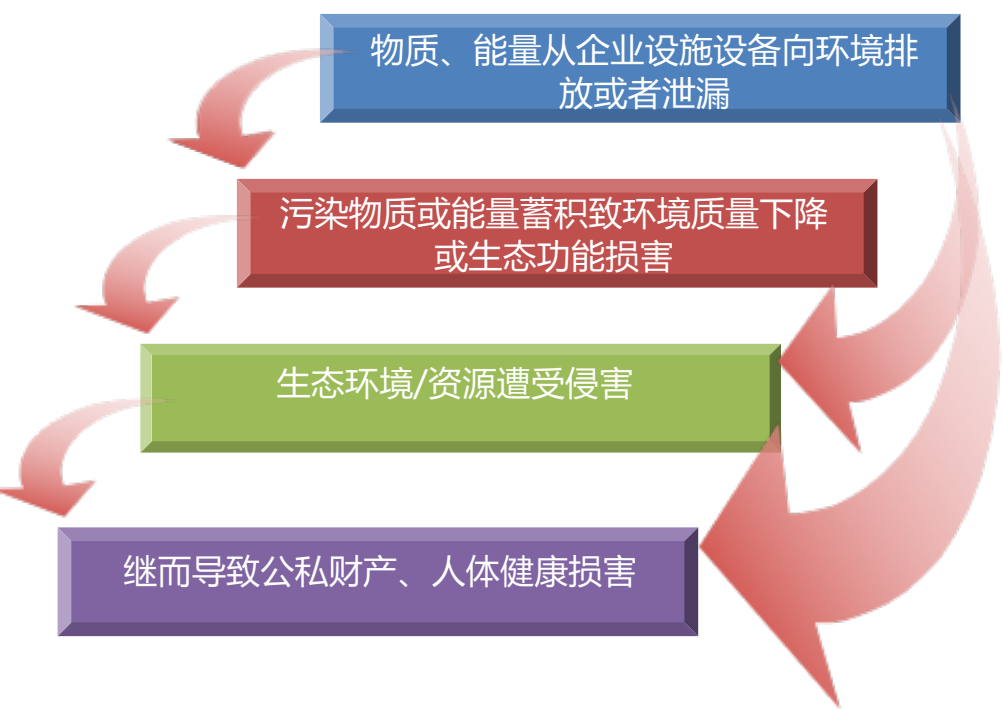 物质、能量从企业设施设备向环境排
放或者泄漏
污染物质或能量蓄积致环境质量下降
或生态功能损害
生态环境/资源遭受侵害
继而导致公私财产、人体健康损害